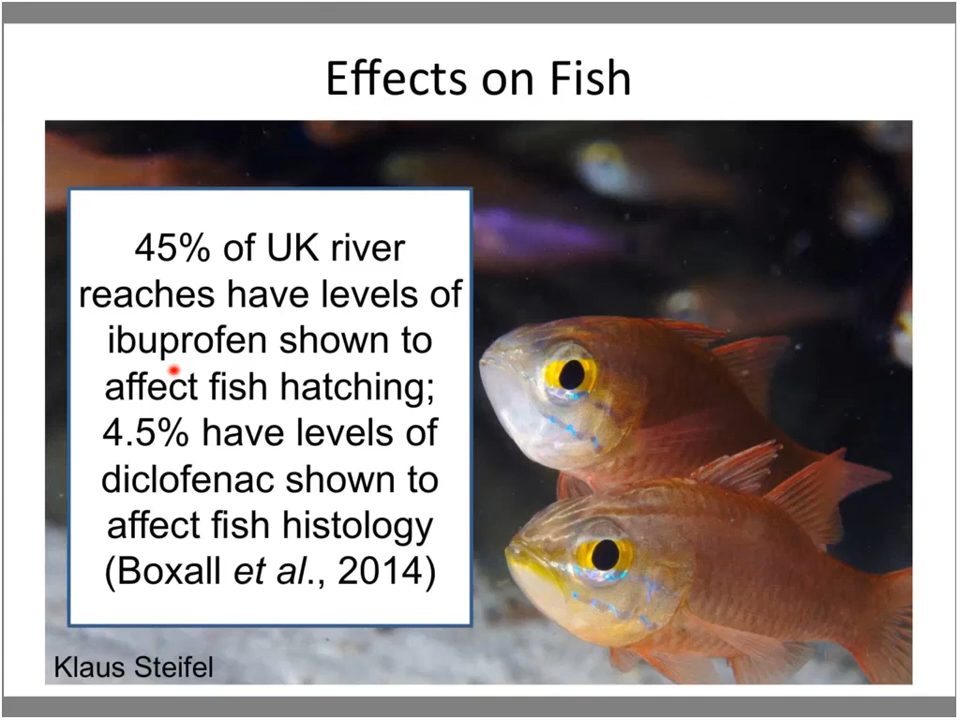 Effects on Fish
45% of UK river
reaches have levels of
ibuprofen shown to
affect fish hatching;
4.5% have levels of
diclofenac shown to
affect fish histology
(Boxall et al., 2014)
Klaus Steifel